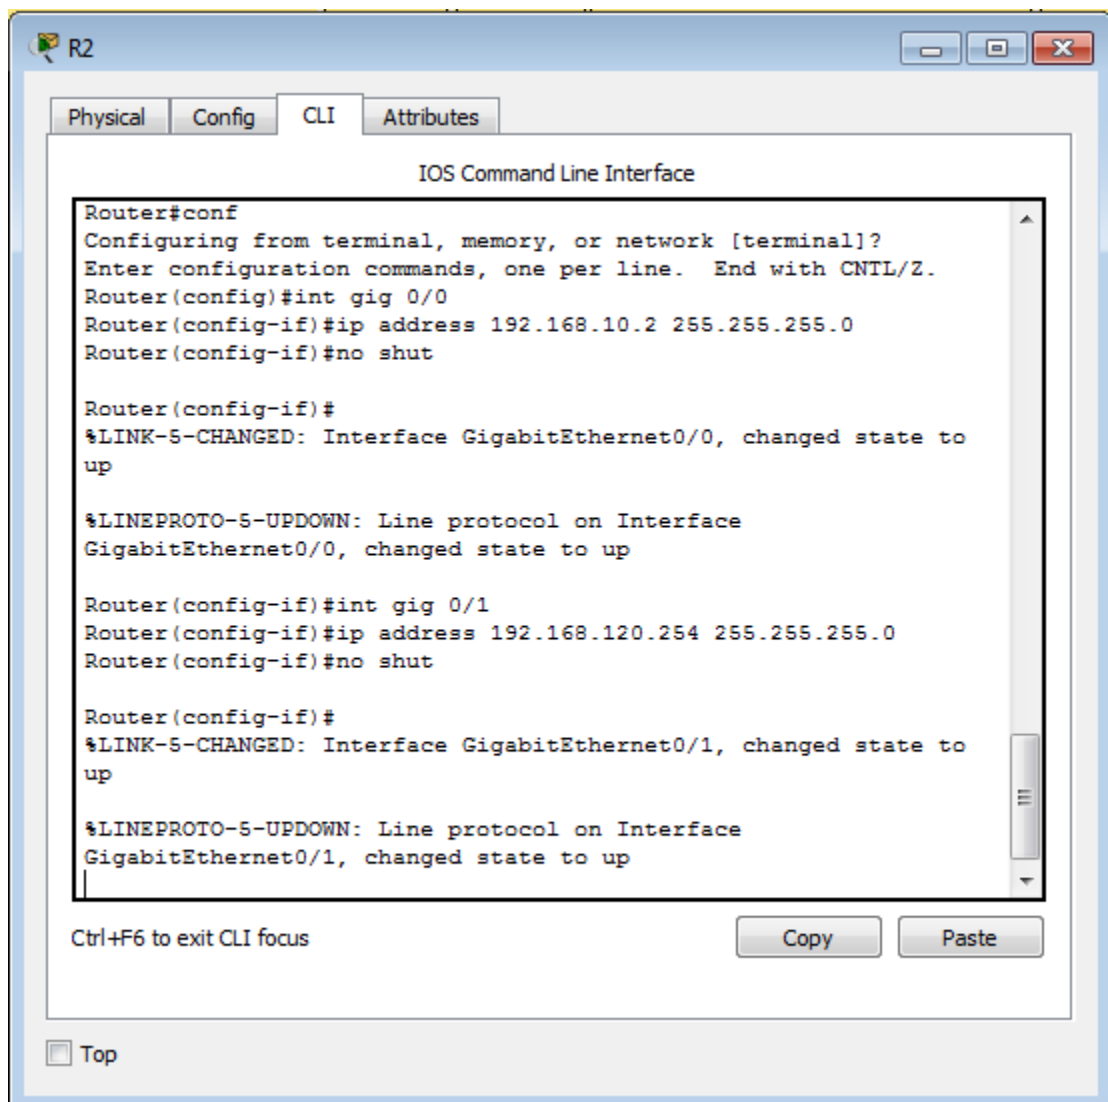 R2
Physical Config CLI Attributes
IOS Command Line Interface
Router#conf
Configuring from terminal, memory, or network [terminal]?
Enter configuration commands, one per line.  End with CNTL/Z.
Router(config)#int gig 0/0
Router(config-if)#ip address 192.168.10.2 255.255.255.0
Router(config-if)#no shut
Router(config-if)#
%LINK-5-CHANGED: Interface GigabitEthernet0/0, changed state to
up
%LINEPROTO-5-UPDOWN: Line protocol on Interface
GigabitEthernet0/0, changed state to up
Router(config-if)#int gig 0/1
Router(config-if)#ip address 192.168.120.254 255.255.255.0
Router(config-if)#no shut
Router(config-if)#
%LINK-5-CHANGED: Interface GigabitEthernet0/1, changed state to
up
%LINEPROTO-5-UPDOWN: Line protocol on Interface
GigabitEthernet0/1, changed state to up
Ctrl+F6 to exit CLI focus Copy Paste
Top